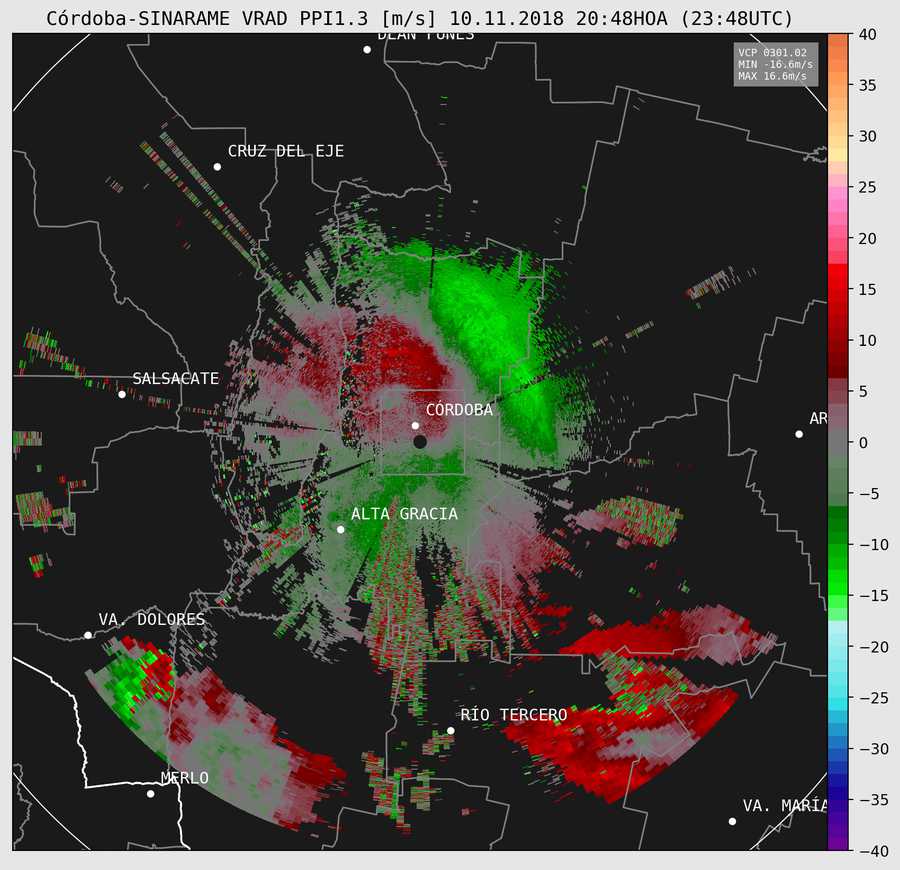 Córdoba-SINARAME VRAD PPI1.3 [m/s] 10.11.2018 20:48HOA (23:48UTC)
DEAN FUNES
VCP 0301.02
MIN -16.6m/s
MAX 16.6m/s
CRUZ DEL EJE
SALSACATE
CÓRDOBA
AR
ALTA GRACIA
VA. DOLORES
RÍO TERCERO
MERLO
VA. MARÍA
40
35
30
25
20
15
10
5
0
−5
−10
−15
−20
−25
−30
−35
−40